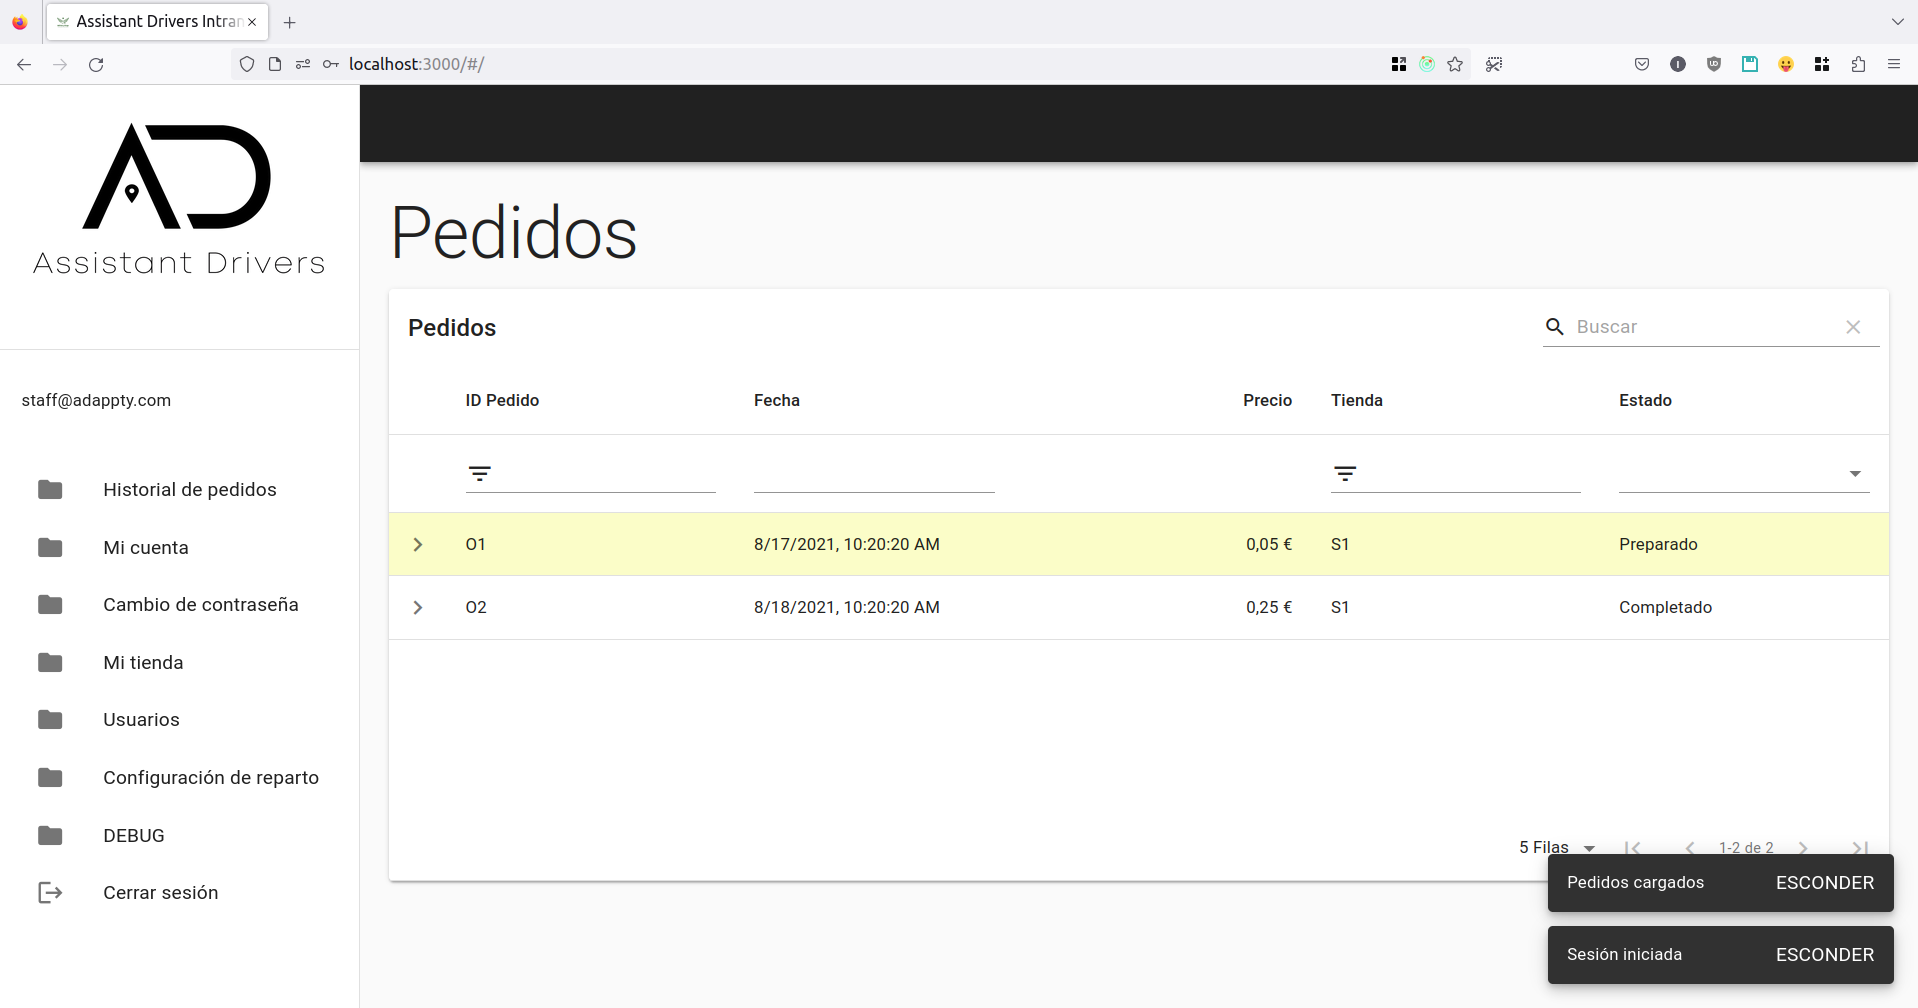 Assistant Drivers Intran
localhost:3000/#/
AD
Assistant Drivers
staff@adappty.com
Historial de pedidos
Mi cuenta
Cambio de contraseña
Mi tienda
Usuarios
Configuración de reparto
DEBUG
Cerrar sesión
Pedidos
Pedidos
Buscar
ID Pedido Fecha Precio Tienda Estado
O1 8/17/2021, 10:20:20 AM 0,05 € S1 Preparado
O2 8/18/2021, 10:20:20 AM 0,25 € S1 Completado
5 Filas 1-2 de 2
Pedidos cargados ESCONDER
Sesión iniciada ESCONDER